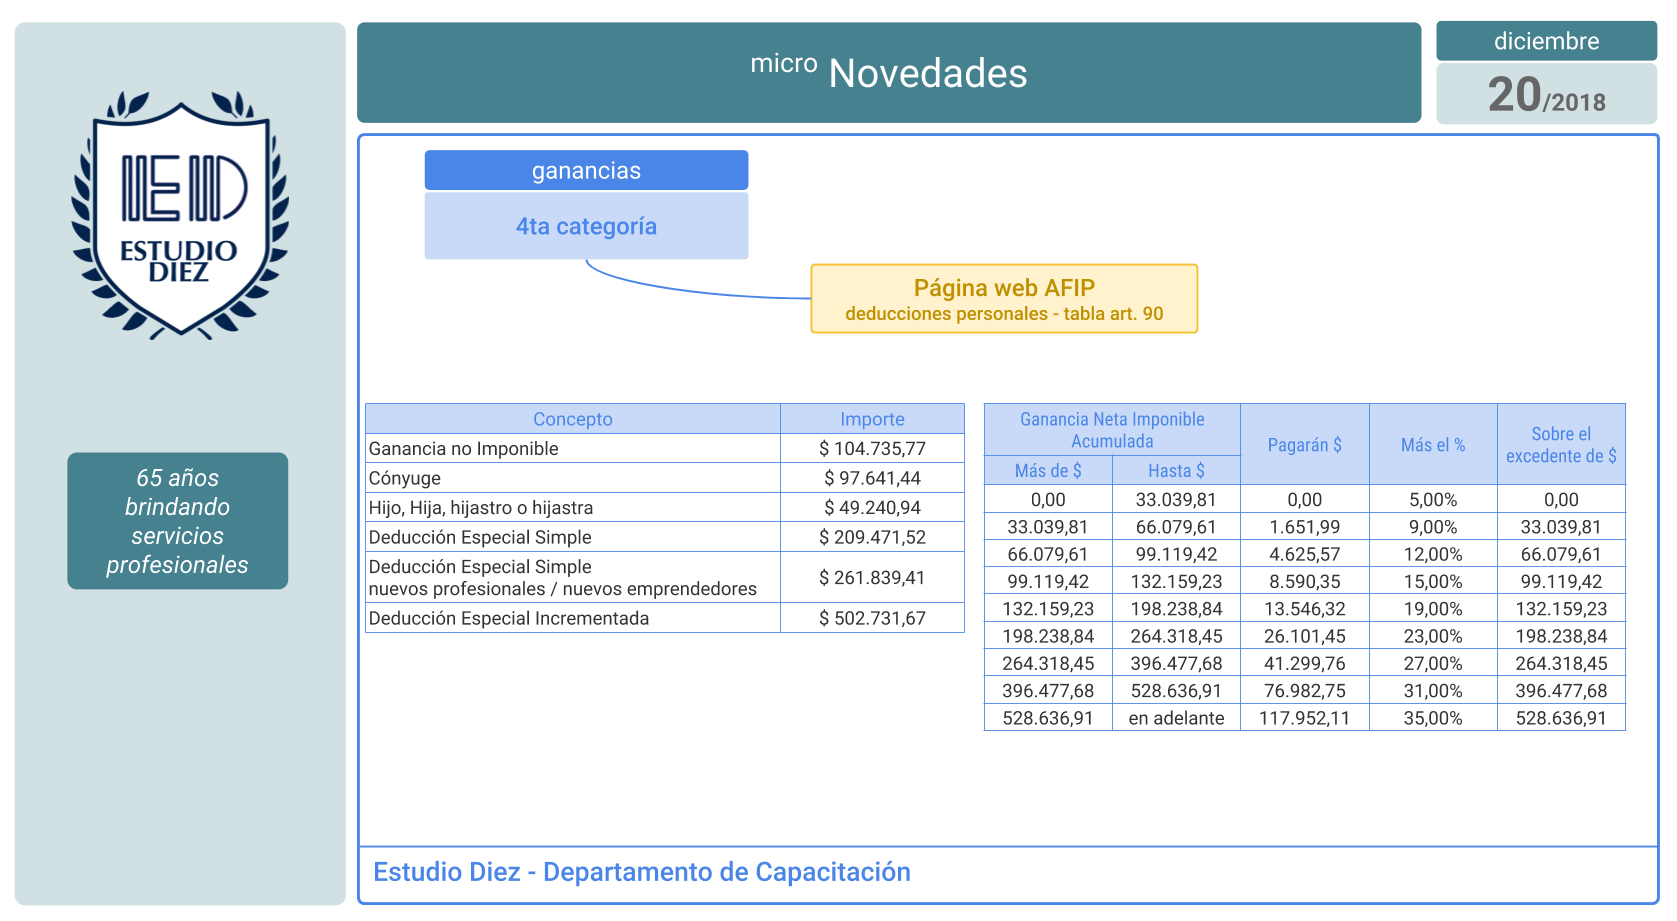 micro Novedades
diciembre
20/2018
ED
ESTUDIO
DIEZ
65 años
brindando
servicios
profesionales
ganancias
4ta categoría
Página web AFIP
deducciones personales - tabla art. 90
Concepto Importe
Ganancia no Imponible $ 104.735,77
Cónyuge $ 97.641,44
Hijo, Hija, hijastro o hijastra $ 49.240,94
Deducción Especial Simple $ 209.471,52
Deducción Especial Simple
nuevos profesionales / nuevos emprendedores $ 261.839,41
Deducción Especial Incrementada $ 502.731,67
Ganancia Neta Imponible
Acumulada
Pagarán $ Más el % Sobre el
excedente de $
Más de $ Hasta $
0,00 33.039,81 0,00 5,00% 0,00
33.039,81 66.079,61 1.651,99 9,00% 33.039,81
66.079,61 99.119,42 4.625,57 12,00% 66.079,61
99.119,42 132.159,23 8.590,35 15,00% 99.119,42
132.159,23 198.238,84 13.546,32 19,00% 132.159,23
198.238,84 264.318,45 26.101,45 23,00% 198.238,84
264.318,45 396.477,68 41.299,76 27,00% 264.318,45
396.477,68 528.636,91 76.982,75 31,00% 396.477,68
528.636,91 en adelante 117.952,11 35,00% 528.636,91
Estudio Diez - Departamento de Capacitación